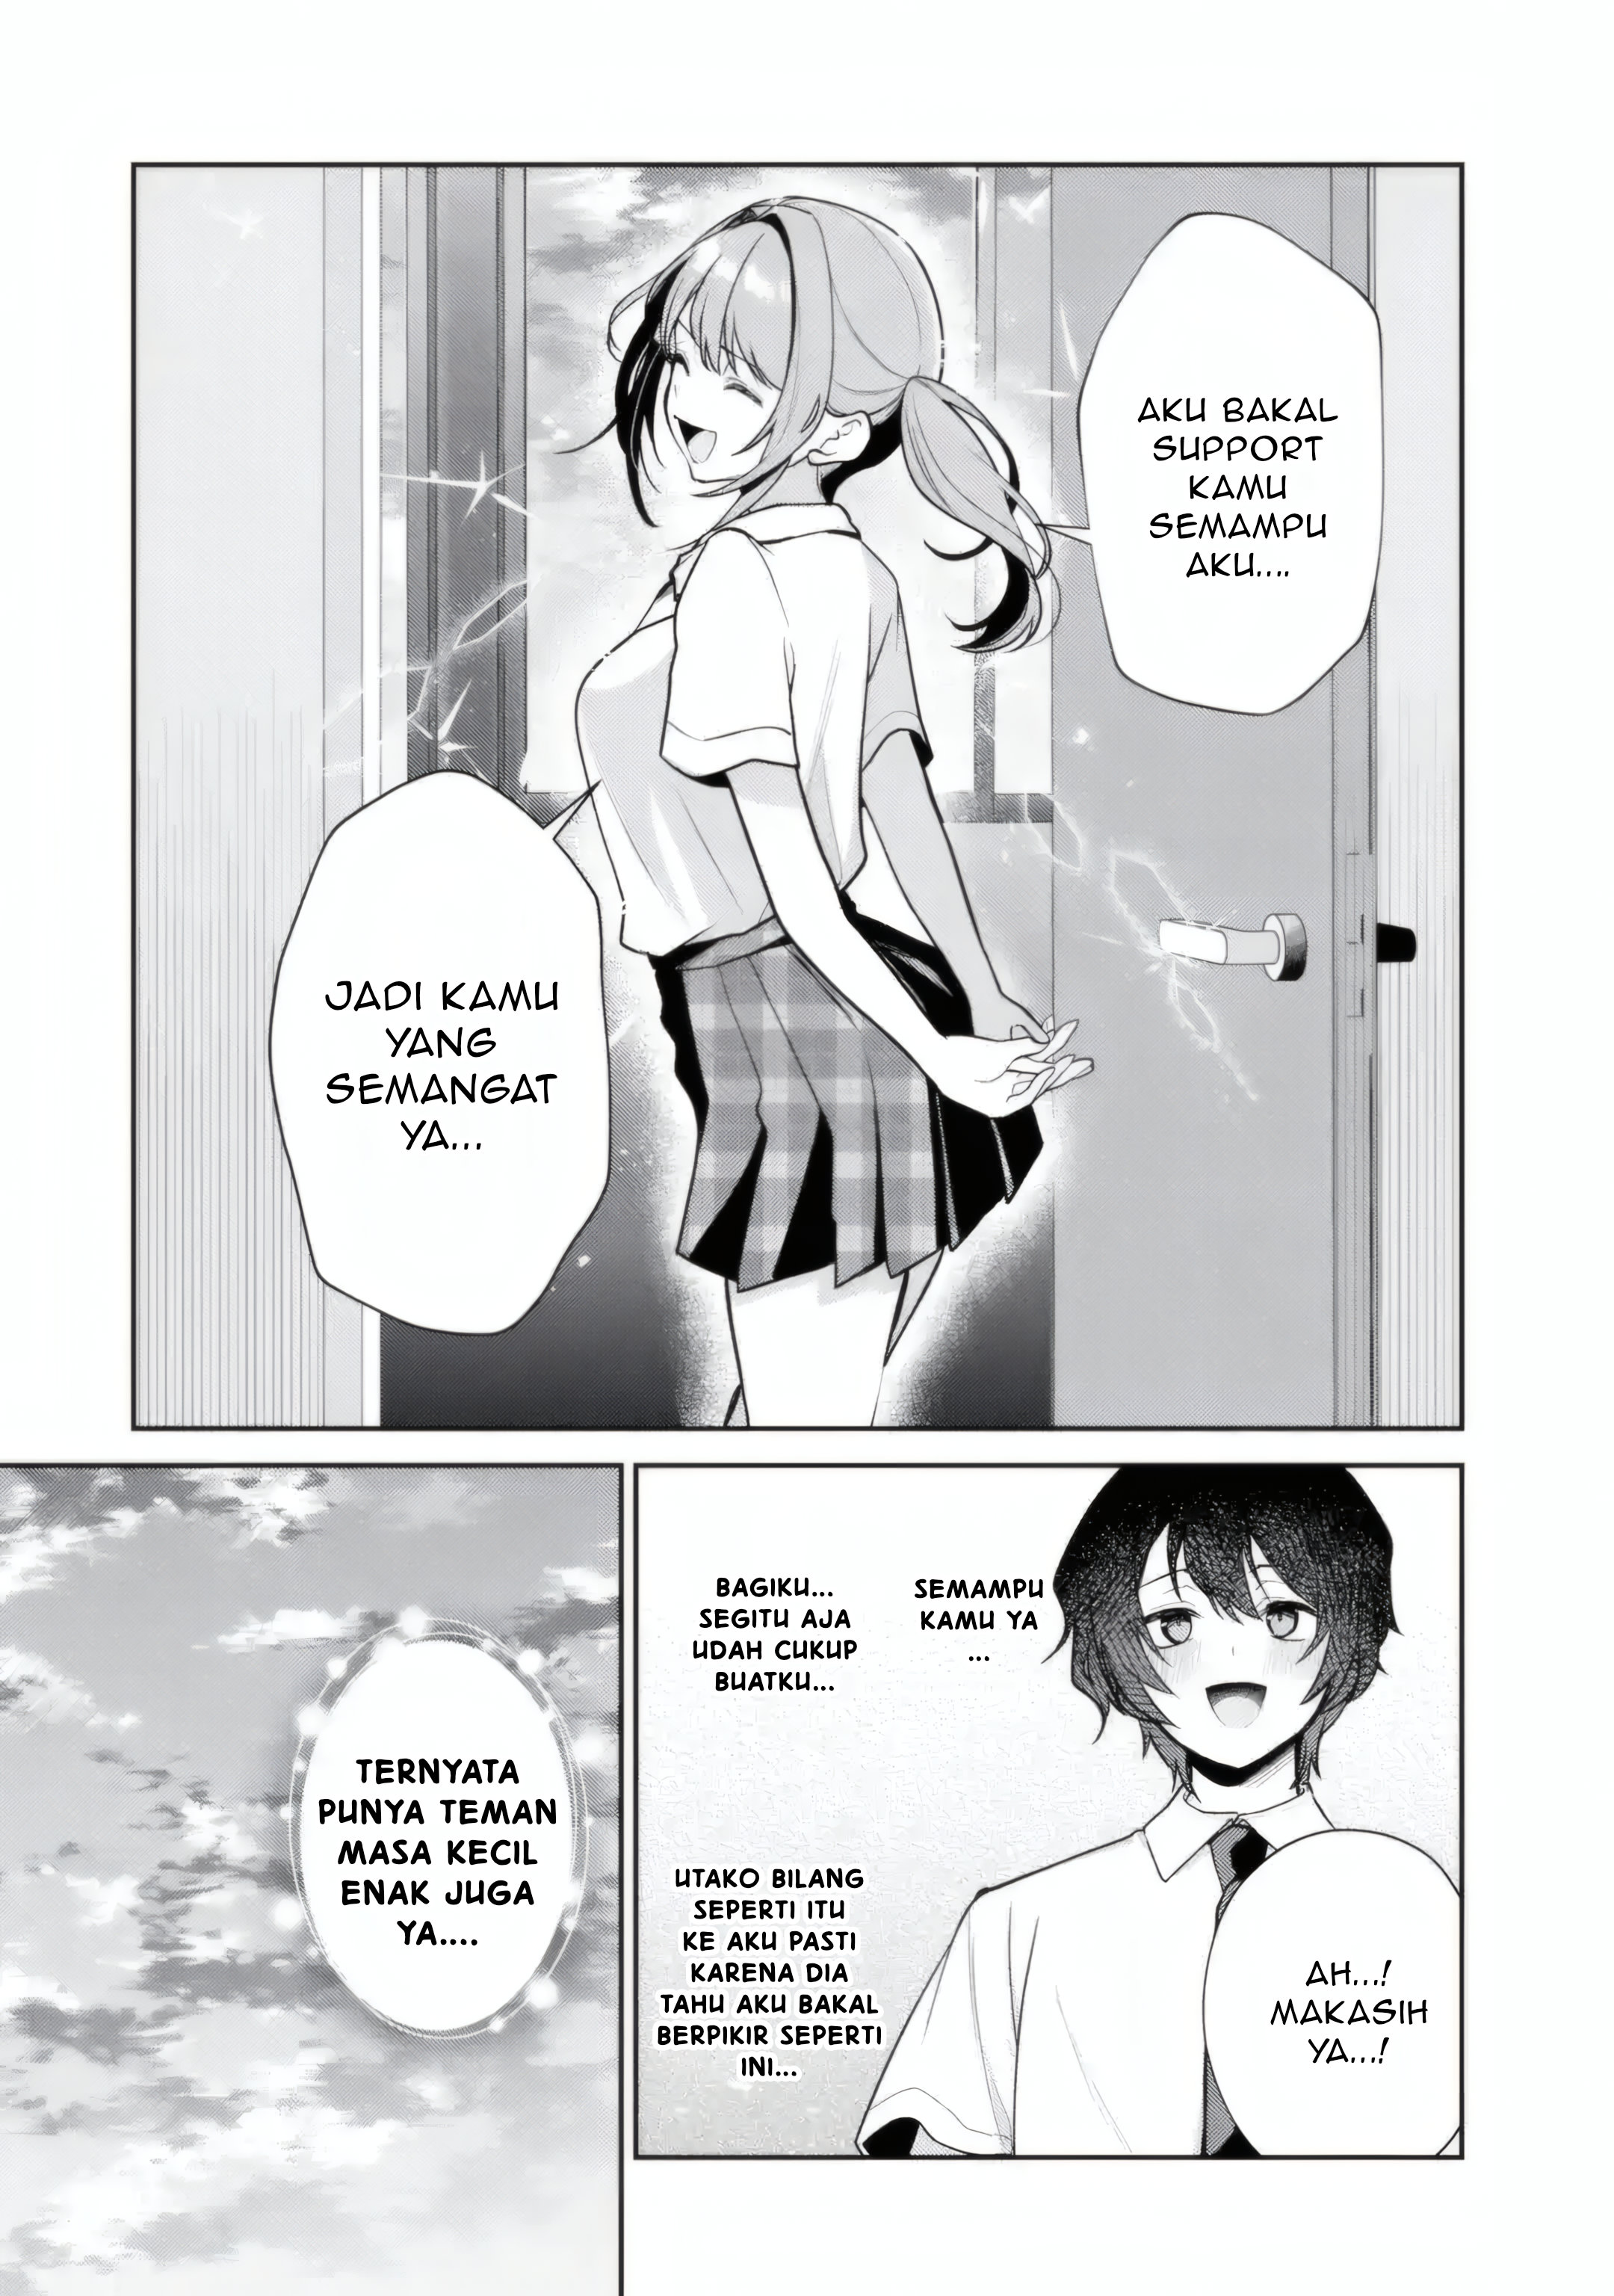 AKU BAKAL
SUPPORT
KAMU
SEMAMPU
AKU....
JADI KAMU
YANG
SEMANGAT
YA...
AH...!
MAKASIH
YA...!
SEMAMPU
KAMU YA
...
BAGIKU...
SEGITU AJA
UDAH CUKUP
BUATKU...
UTAKO BILANG
SEPERTI ITU
KE AKU PASTI
KARENA DIA
TAHU AKU BAKAL
BERPIKIR SEPERTI
INI...
TERNYATA
PUNYA TEMAN
MASA KECIL
ENAK JUGA
YA....